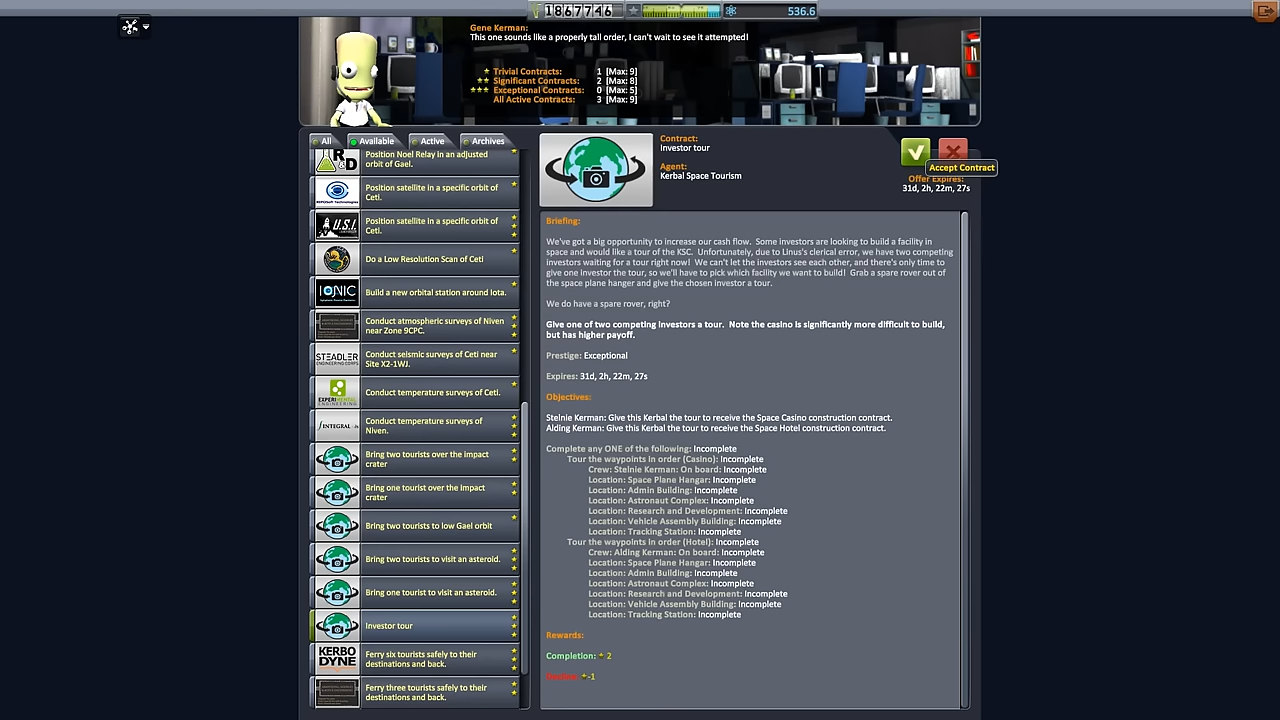 1867746
536.6
Gene Kerman:
This one sounds like a properly tall order, I can't wait to see it attempted!
Trivial Contracts: 1 [Max: 9]
Significant Contracts: 2 [Max: 8]
Exceptional Contracts: 0 [Max: 5]
All Active Contracts: 3 [Max: 9]
All
Available
Active
Archives
R&D
Position Noel Relay in an adjusted
orbit of Gael.
Position satellite in a specific orbit of
Ceti.
U.S.I.
Position satellite in a specific orbit of
Ceti.
Do a Low Resolution Scan of Ceti
IONIC
Build a new orbital station around Iota.
Conduct atmospheric surveys of Niven
near Zone 9CPC.
STEADLER
ENGINEERING CORPS
Conduct seismic surveys of Ceti near
Site X2-1WJ.
EXPERIMENTAL
ENGINEERING
Conduct temperature surveys of Ceti.
INTEGRAL
Conduct temperature surveys of
Niven.
Bring two tourists over the impact
crater
Bring one tourist over the impact
crater
Bring two tourists to low Gael orbit
Bring two tourists to visit an asteroid.
Bring one tourist to visit an asteroid.
Investor tour
KERBO
DYNE
Ferry six tourists safely to their
destinations and back.
Ferry three tourists safely to their
destinations and back.
Contract:
Investor tour
Agent:
Kerbal Space Tourism
Accept Contract
Offer Expires:
31d, 2h, 22m, 27s
Briefing:
We've got a big opportunity to increase our cash flow.  Some investors are looking to build a facility in
space and would like a tour of the KSC.  Unfortunately, due to Linus's clerical error, we have two competing
investors waiting for a tour right now!  We can't let the investors see each other, and there's only time to
give one investor the tour, so we'll have to pick which facility we want to build!  Grab a spare rover out of
the space plane hanger and give the chosen investor a tour.
We do have a spare rover, right?
Give one of two competing investors a tour.  Note the casino is significantly more difficult to build,
but has higher payoff.
Prestige: Exceptional
Expires: 31d, 2h, 22m, 27s
Objectives:
Stelnie Kerman: Give this Kerbal the tour to receive the Space Casino construction contract.
Alding Kerman: Give this Kerbal the tour to receive the Space Hotel construction contract.
Complete any ONE of the following: Incomplete
Tour the waypoints in order (Casino): Incomplete
Crew: Stelnie Kerman: On board: Incomplete
Location: Space Plane Hangar: Incomplete
Location: Admin Building: Incomplete
Location: Astronaut Complex: Incomplete
Location: Research and Development: Incomplete
Location: Vehicle Assembly Building: Incomplete
Location: Tracking Station: Incomplete
Tour the waypoints in order (Hotel): Incomplete
Crew: Alding Kerman: On board: Incomplete
Location: Space Plane Hangar: Incomplete
Location: Admin Building: Incomplete
Location: Astronaut Complex: Incomplete
Location: Research and Development: Incomplete
Location: Vehicle Assembly Building: Incomplete
Location: Tracking Station: Incomplete
Rewards:
Completion: 2
-1